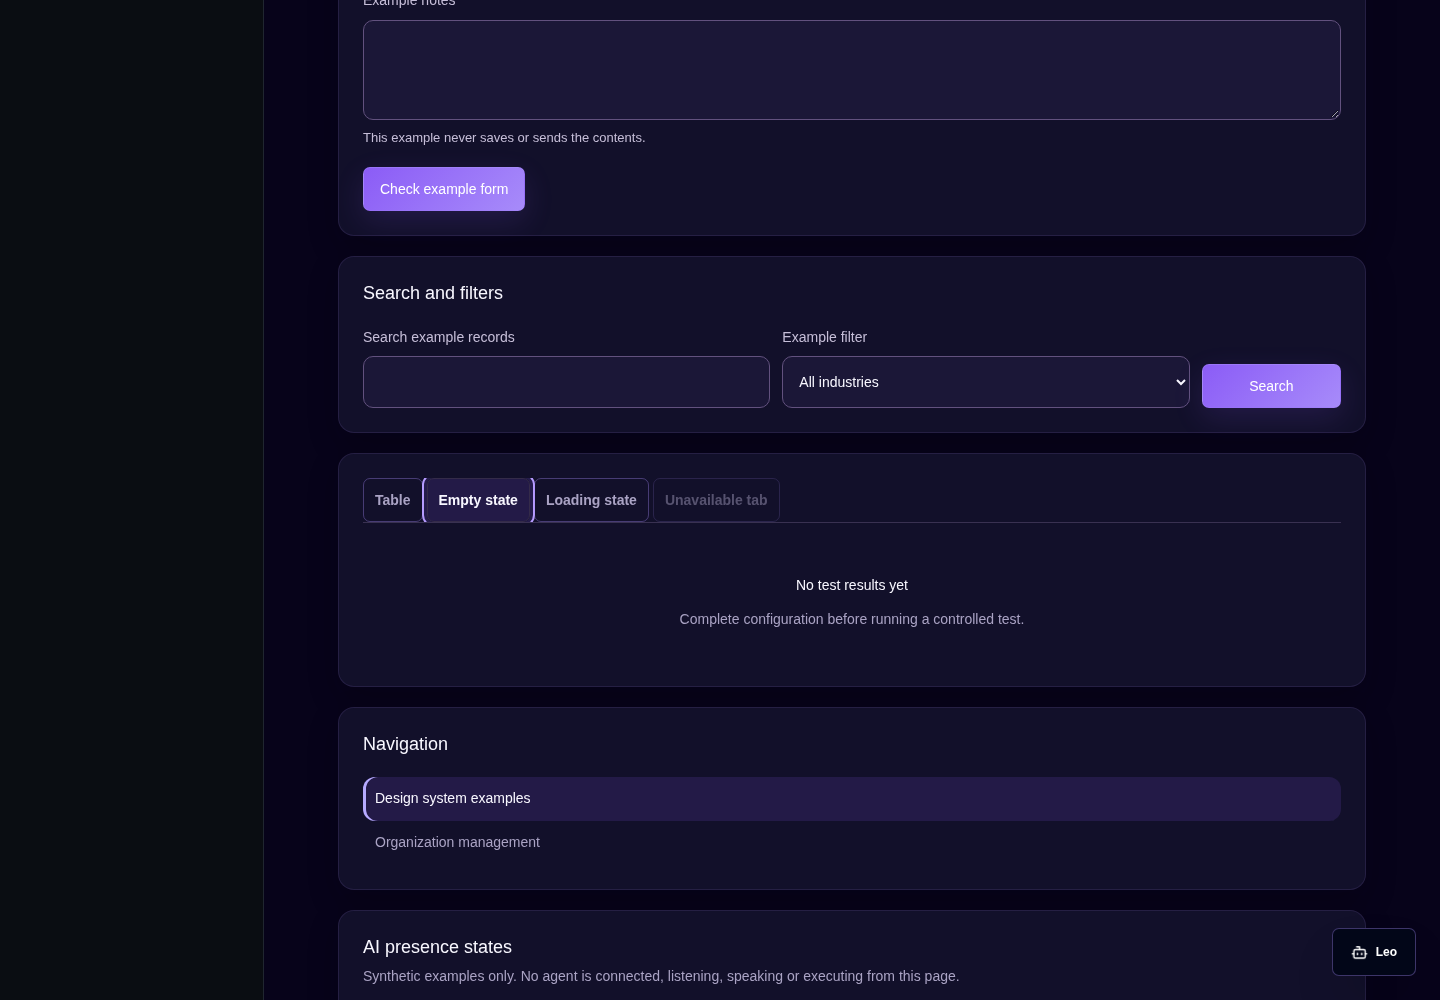 Example notes
This example never saves or sends the contents.
Check example form
Search and filters
Search example records
Example filter
All industries
Search
Table
Empty state
Loading state
Unavailable tab
No test results yet
Complete configuration before running a controlled test.
Navigation
Design system examples
Organization management
AI presence states
Synthetic examples only. No agent is connected, listening, speaking or executing from this page.
Leo